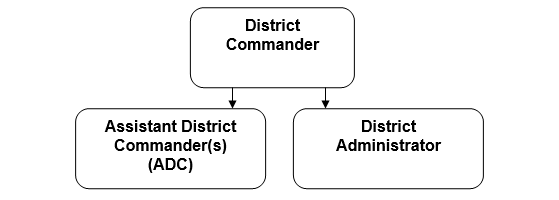 District
Commander
Assistant District
Commander(s)
(ADC)
District
Administrator